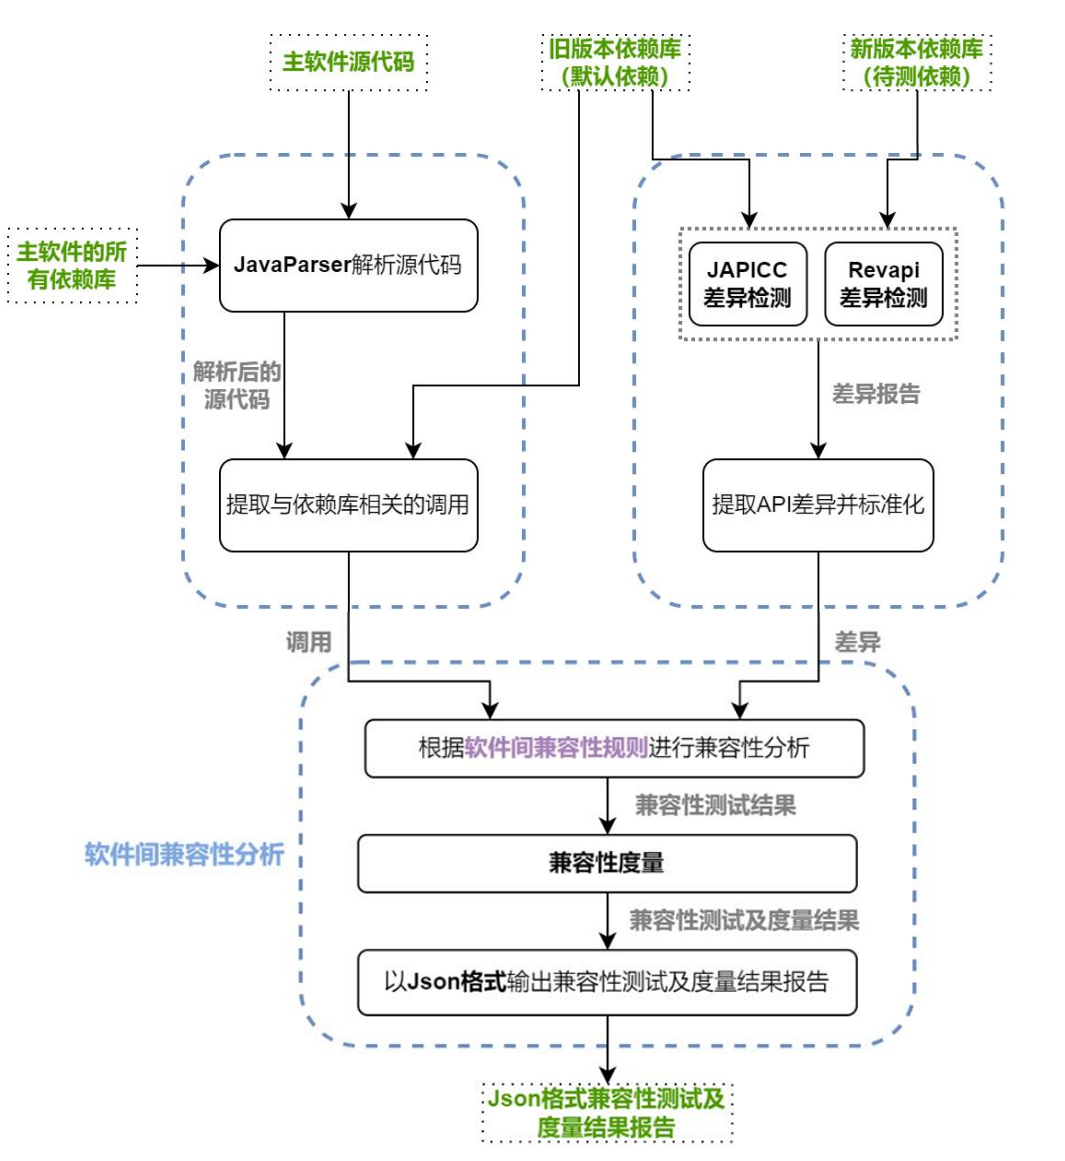 主软件源代码
旧版本依赖库
（默认依赖）
新版本依赖库
（待测依赖）
主软件的所
有依赖库
JavaParser解析源代码
JAPICC
差异检测
Revapi
差异检测
解析后的
源代码
差异报告
提取与依赖库相关的调用
提取API差异并标准化
调用
差异
根据软件间兼容性规则进行兼容性分析
兼容性测试结果
软件间兼容性分析
兼容性度量
兼容性测试及度量结果
以Json格式输出兼容性测试及度量结果报告
Json格式兼容性测试及
度量结果报告